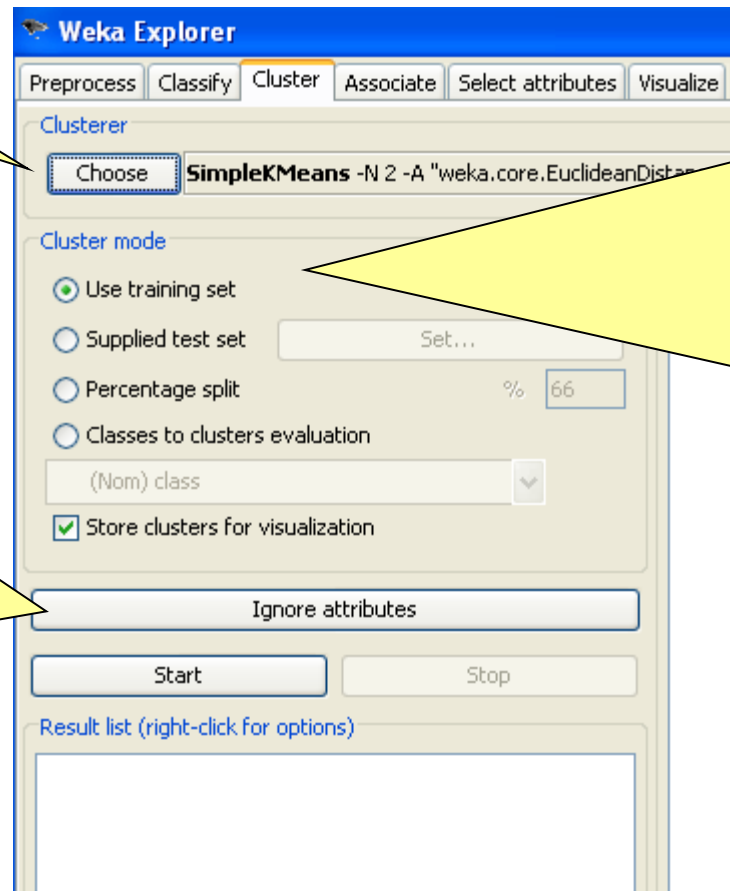 Weka Explorer
Preprocess Classify Cluster Associate Select attributes Visualize
Clusterer
Choose SimpleKMeans -N 2 -A "weka.core.EuclideanDistan
Cluster mode
Use training set
Supplied test set Set...
Percentage split % 66
Classes to clusters evaluation
(Nom) class
Store clusters for visualization
Ignore attributes
Start Stop
Result list (right-click for options)